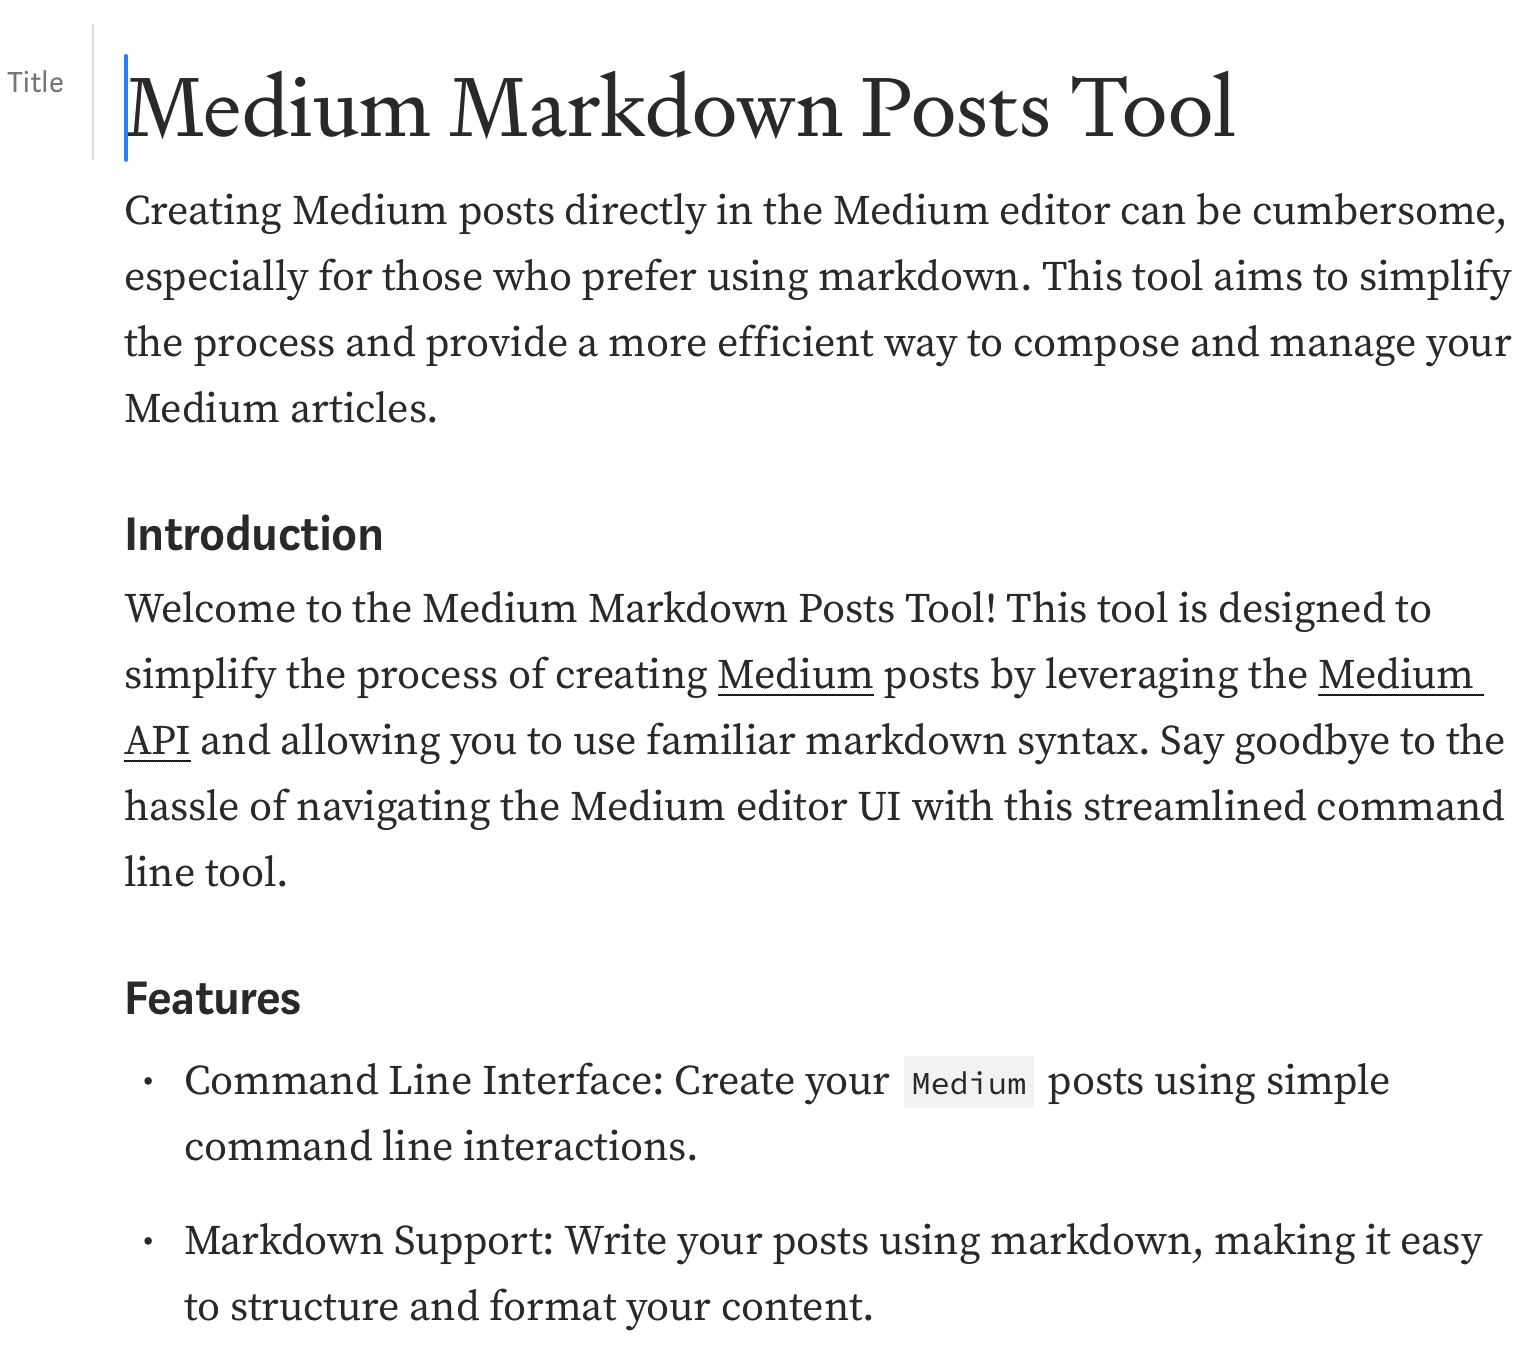 Title
Medium Markdown Posts Tool
Creating Medium posts directly in the Medium editor can be cumbersome,
especially for those who prefer using markdown. This tool aims to simplify
the process and provide a more efficient way to compose and manage your
Medium articles.
Introduction
Welcome to the Medium Markdown Posts Tool! This tool is designed to
simplify the process of creating Medium posts by leveraging the Medium
API and allowing you to use familiar markdown syntax. Say goodbye to the
hassle of navigating the Medium editor UI with this streamlined command
line tool.
Features
• Command Line Interface: Create your Medium posts using simple
command line interactions.
• Markdown Support: Write your posts using markdown, making it easy
to structure and format your content.